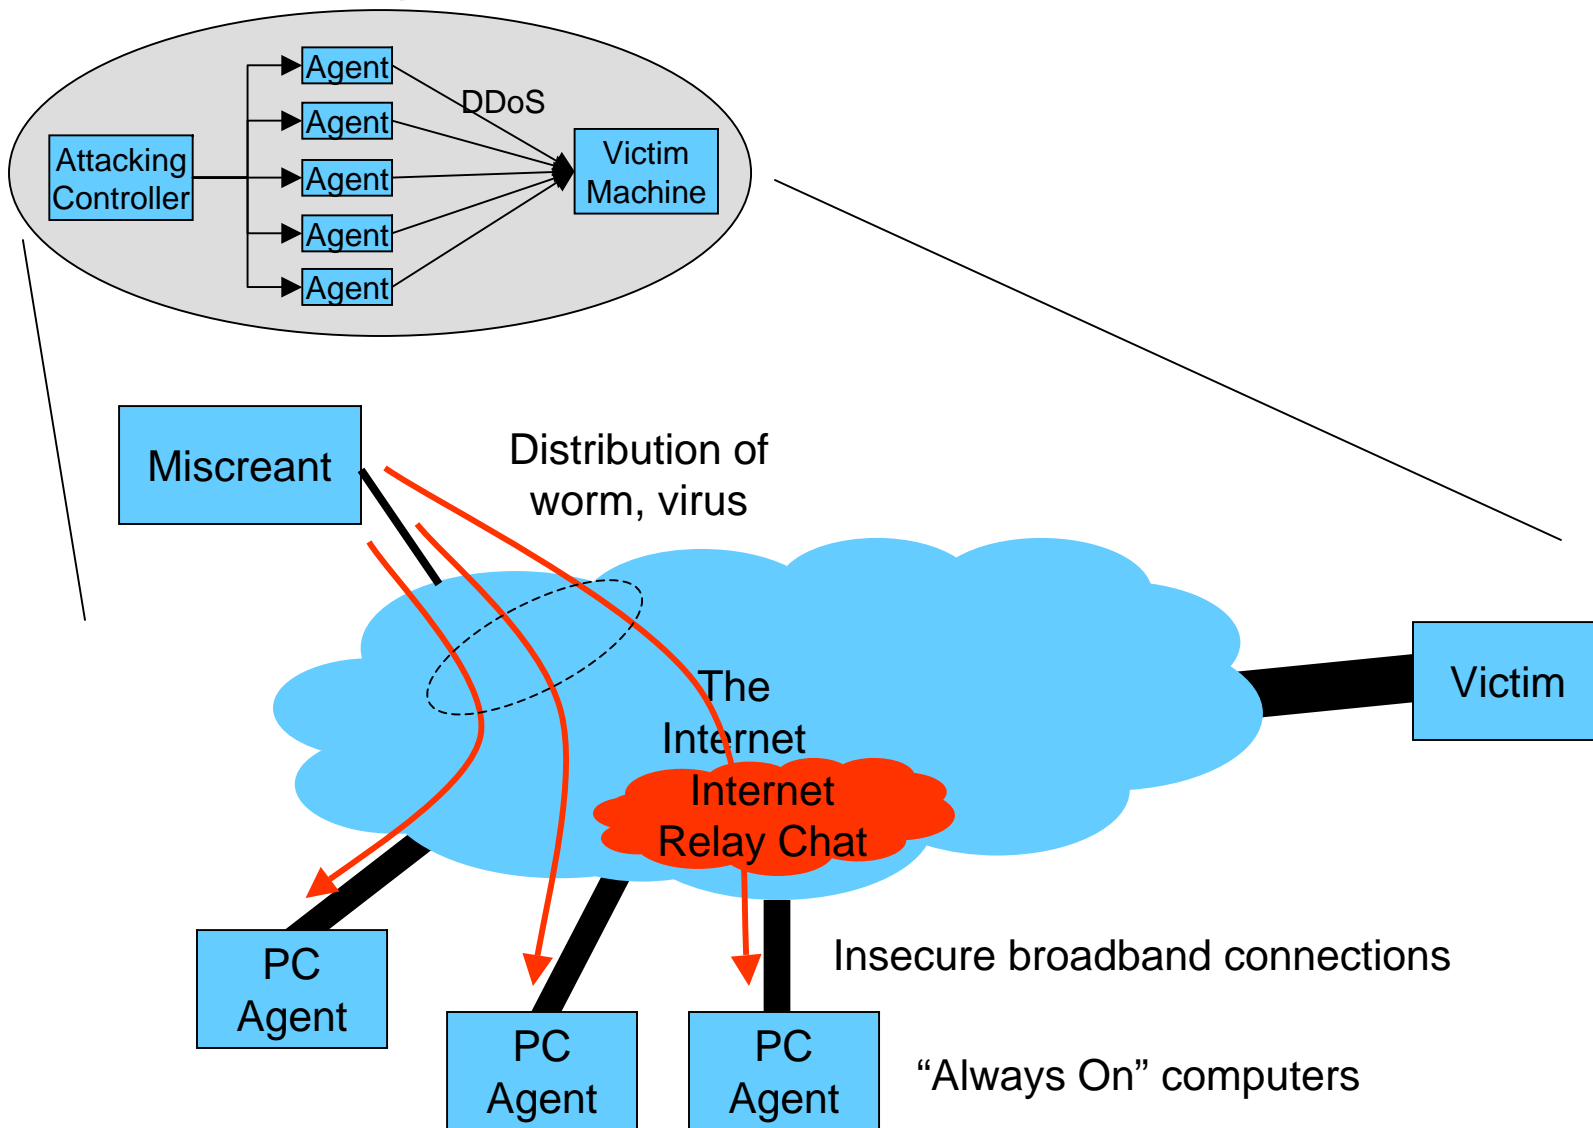 Agent
DDoS
Agent
Attacking
Controller
Agent
Victim
Machine
Agent
Agent
Miscreant
Distribution of
worm, virus
The
Internet
Victim
Internet
Relay Chat
PC
Agent
Insecure broadband connections
PC
Agent
PC
Agent
“Always On” computers